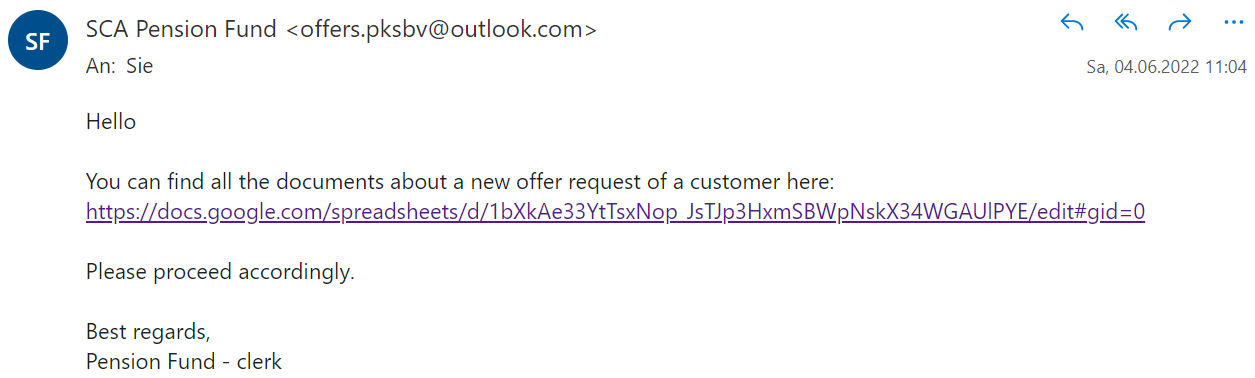 SF
SCA Pension Fund <offers.pksbv@outlook.com>
An: Sie
Sa, 04.06.2022 11:04
Hello
You can find all the documents about a new offer request of a customer here:
https://docs.google.com/spreadsheets/d/1bXkAe33YtTsxNop_JsTJp3HxmSBWpNskX34WGAUlPYE/edit#gid=0
Please proceed accordingly.
Best regards,
Pension Fund - clerk